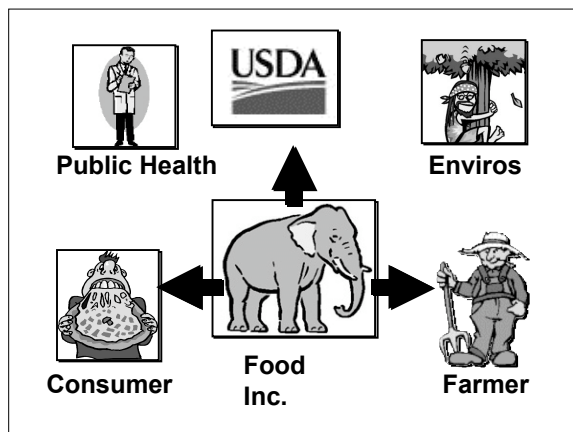 USDA
Public Health
Enviros
Consumer
Food
Inc.
Farmer